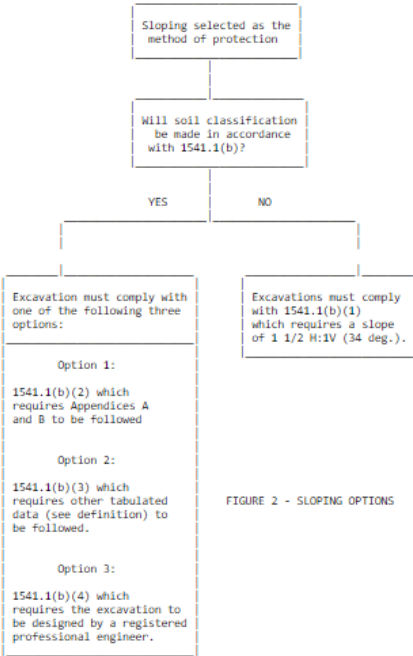 Sloping selected as the
method of protection
Will soil classification
be made in accordance
with 1541.1(b)?
YES
NO
Excavation must comply with
one of the following three
options:
Option 1:
1541.1(b)(2) which
requires Appendices A
and B to be followed
Option 2:
1541.1(b)(3) which
requires other tabulated
data (see definition) to
be followed.
Option 3:
1541.1(b)(4) which
requires the excavation to
be designed by a registered
professional engineer.
Excavations must comply
with 1541.1(b)(1)
which requires a slope
of 1 1/2 H:1V (34 deg.).
FIGURE 2 - SLOPING OPTIONS